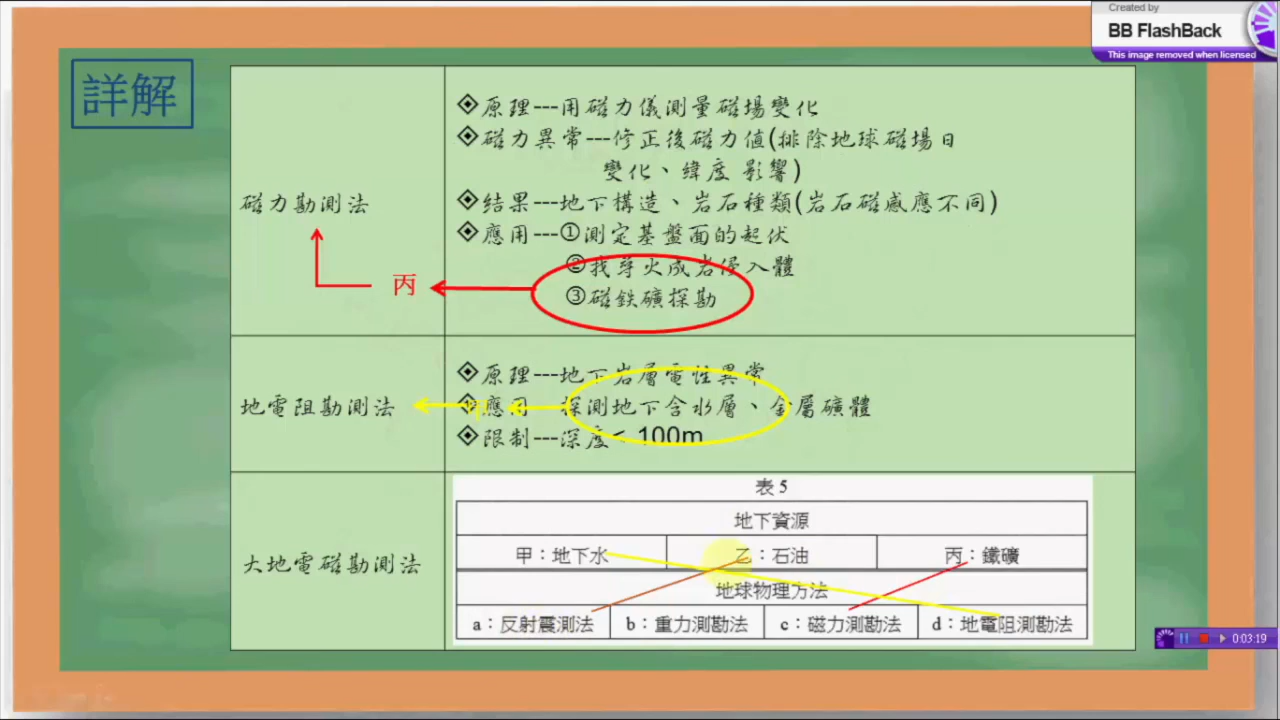 Created by
BB FlashBack
This image removed when licensed
詳解
磁力勘測法
丙
原理---用磁力儀測量磁場變化
磁力異常---修正後磁力值(排除地球磁場日
變化、緯度 影響)
結果---地下構造、岩石種類(岩石磁感應不同)
應用---①測定基盤面的起伏
②找尋火成岩侵入體
③磁鉄礦探勘
地電阻勘測法
原理---地下岩層電性異常
應用---探測地下含水層、金屬礦體
限制---深度< 100m
大地電磁勘測法
表 5
地下資源
甲：地下水 乙：石油 丙：鐵礦
地球物理方法
a：反射震測法 b：重力測勘法 c：磁力測勘法 d：地電阻測勘法
0:03:19